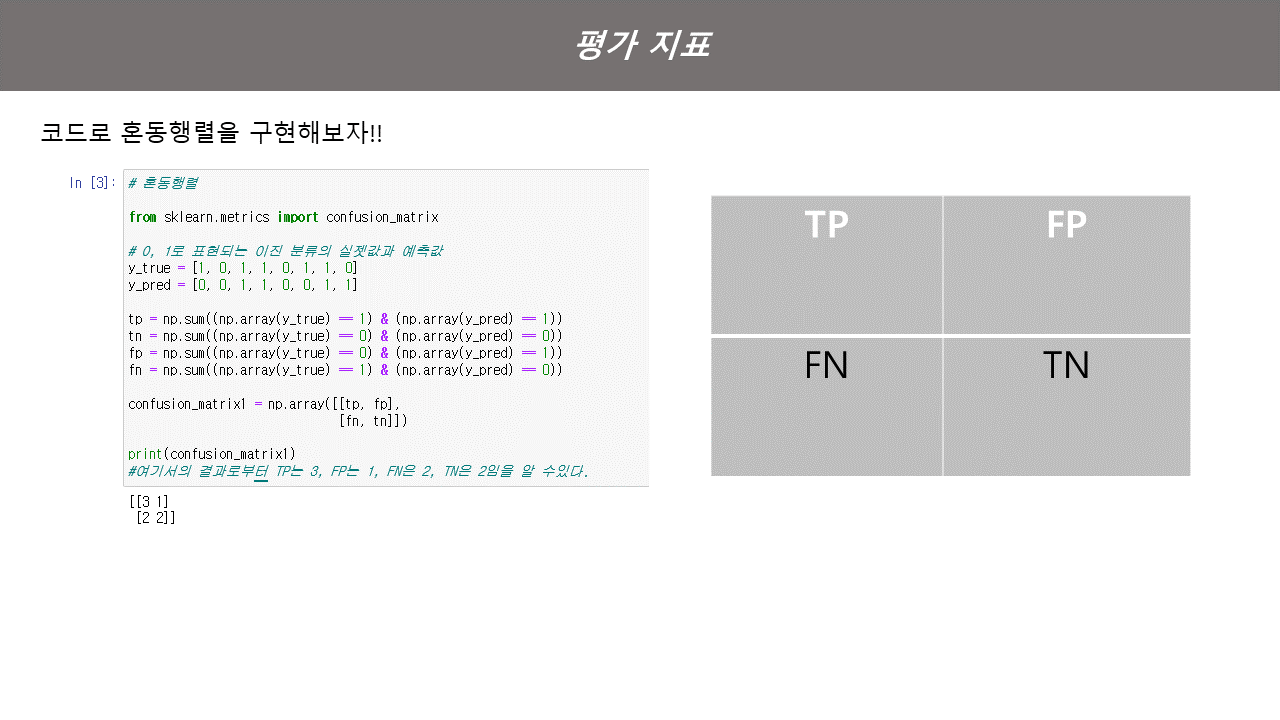 평가 지표
코드로 혼동행렬을 구현해보자!!
In [3]:
# 혼동행렬
from sklearn.metrics import confusion_matrix
# 0, 1로 표현되는 이진 분류의 실젯값과 예측값
y_true = [1, 0, 1, 1, 0, 1, 1, 0]
y_pred = [0, 0, 1, 1, 0, 0, 1, 1]
tp = np.sum((np.array(y_true) == 1) & (np.array(y_pred) == 1))
tn = np.sum((np.array(y_true) == 0) & (np.array(y_pred) == 0))
fp = np.sum((np.array(y_true) == 0) & (np.array(y_pred) == 1))
fn = np.sum((np.array(y_true) == 1) & (np.array(y_pred) == 0))
confusion_matrix1 = np.array([[tp, fp],
[fn, tn]])
print(confusion_matrix1)
#여기서의 결과로부터 TP는 3, FP는 1, FN은 2, TN은 2임을 알 수있다.
[[3 1]
[2 2]]
TP FP
FN TN